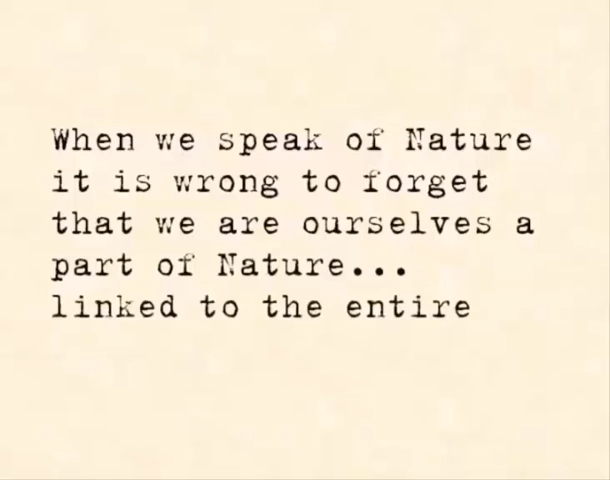 When we speak of Nature
it is wrong to forget
that we are ourselves a
part of Nature...
linked to the entire